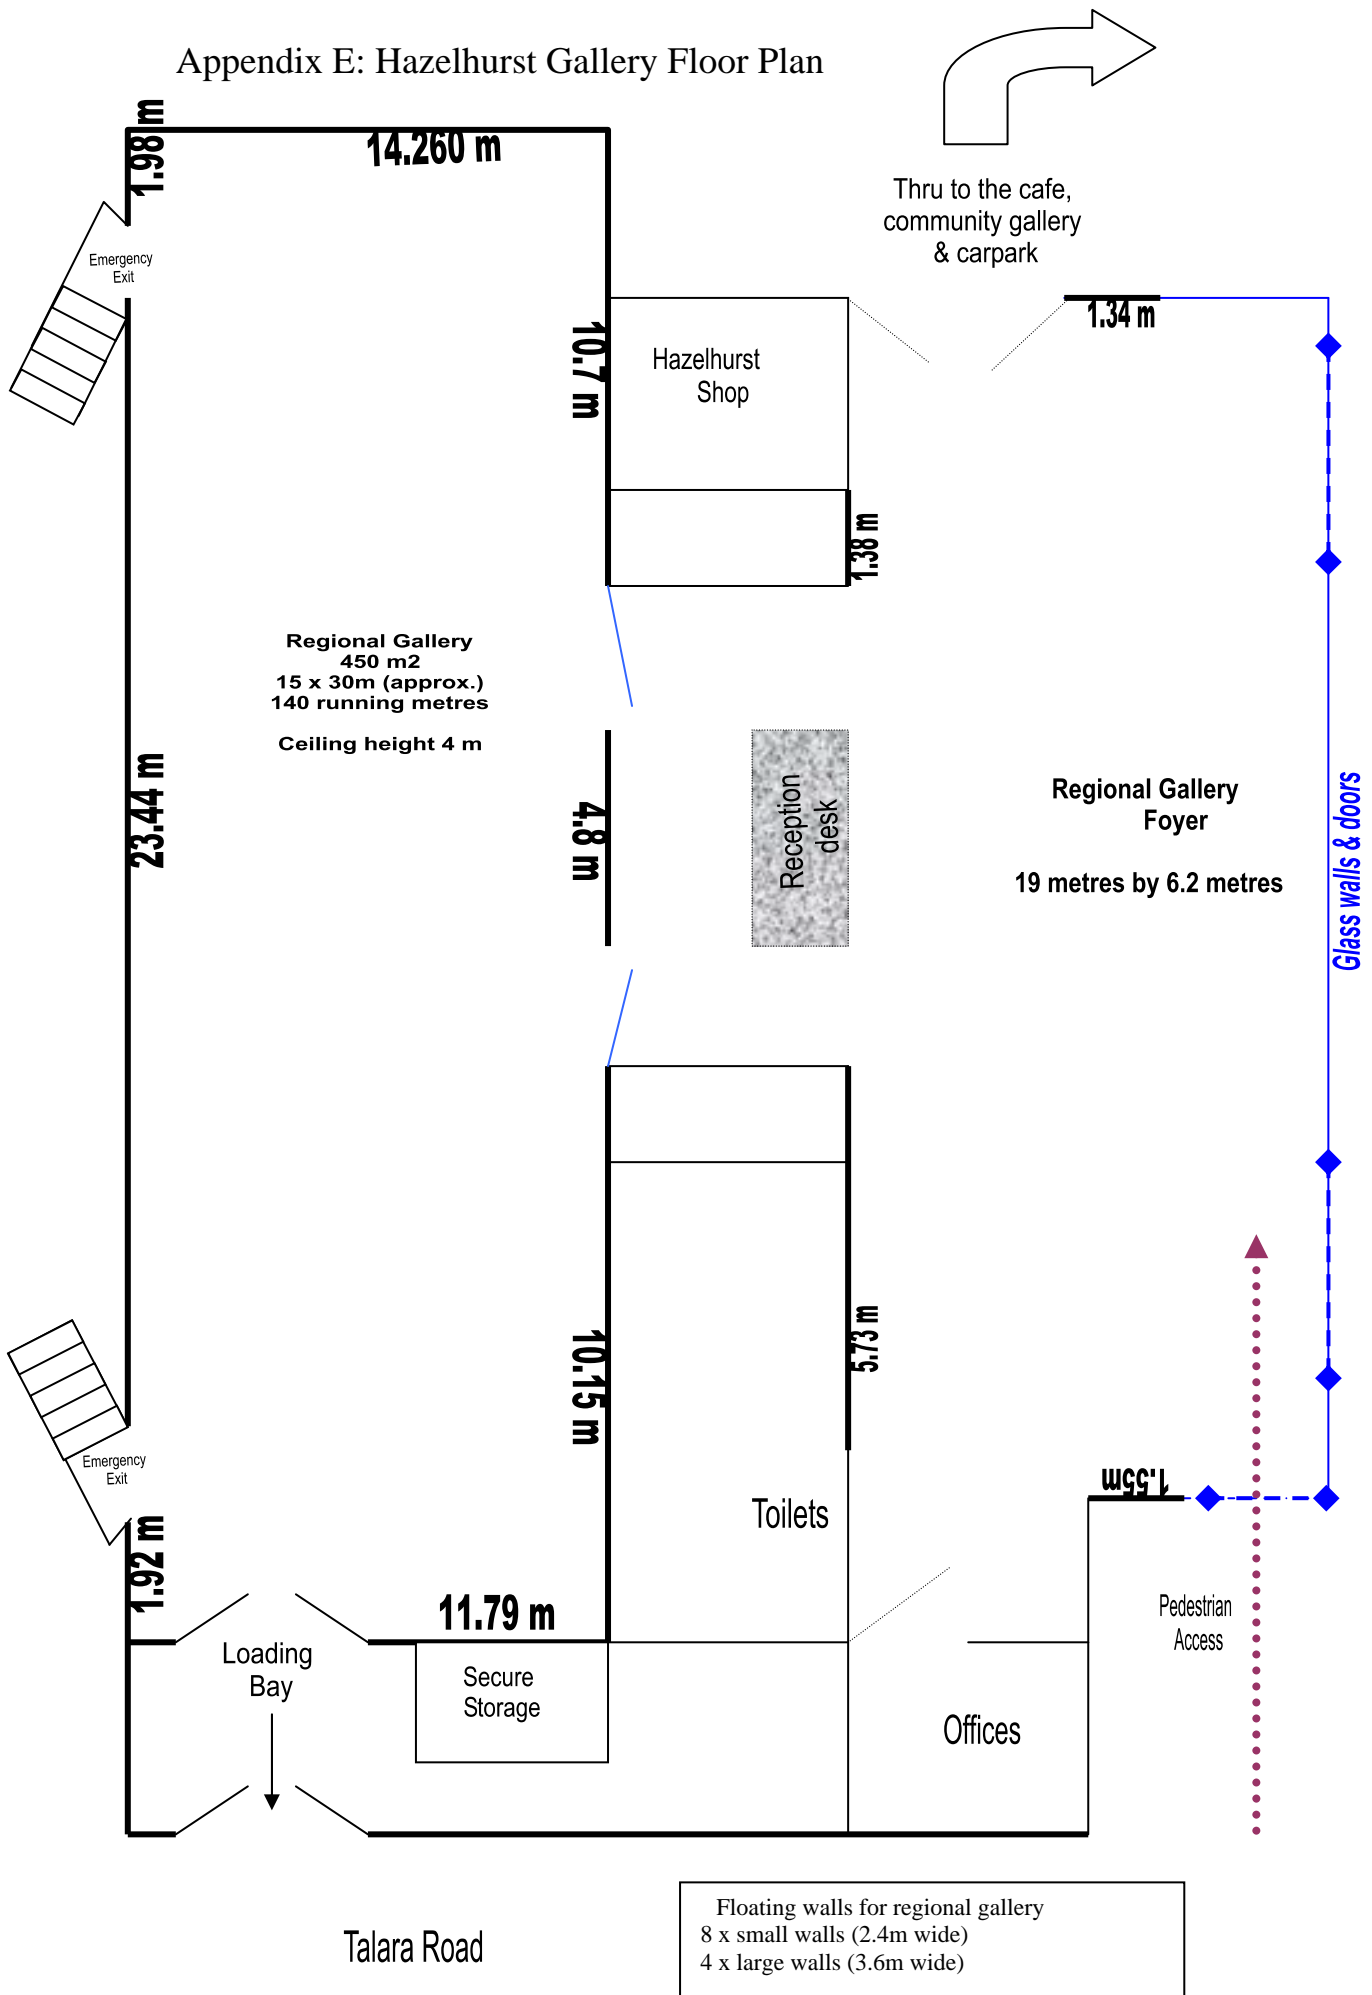 Appendix E: Hazelhurst Gallery Floor Plan
1.98 m
14.260 m
Thru to the cafe,
community gallery
& carpark
Emergency
Exit
1.34 m
10.7 m
Hazelhurst
Shop
1.38 m
Regional Gallery
450 m2
15 x 30m (approx.)
140 running metres
Ceiling height 4 m
23.44 m
4.8 m
Reception
desk
Regional Gallery
Foyer
19 metres by 6.2 metres
Glass walls & doors
10.15 m
5.73 m
Emergency
Exit
1.55m
Toilets
1.92 m
11.79 m
Pedestrian
Access
Loading
Bay
Secure
Storage
Offices
Talara Road
Floating walls for regional gallery
8 x small walls (2.4m wide)
4 x large walls (3.6m wide)